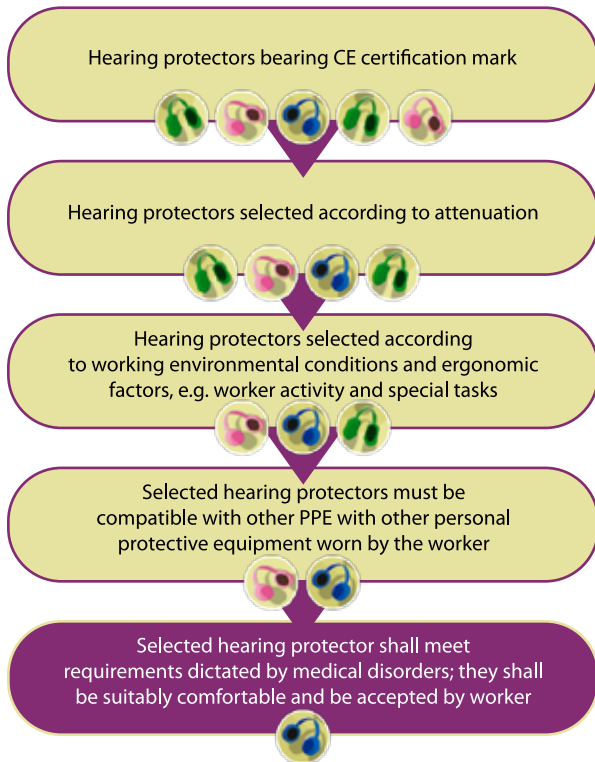 Hearing protectors bearing CE certification mark
Hearing protectors selected according to attenuation
Hearing protectors selected according
to working environmental conditions and ergonomic
factors, e.g. worker activity and special tasks
Selected hearing protectors must be
compatible with other PPE with other personal
protective equipment worn by the worker
Selected hearing protector shall meet
requirements dictated by medical disorders; they shall
be suitably comfortable and be accepted by worker